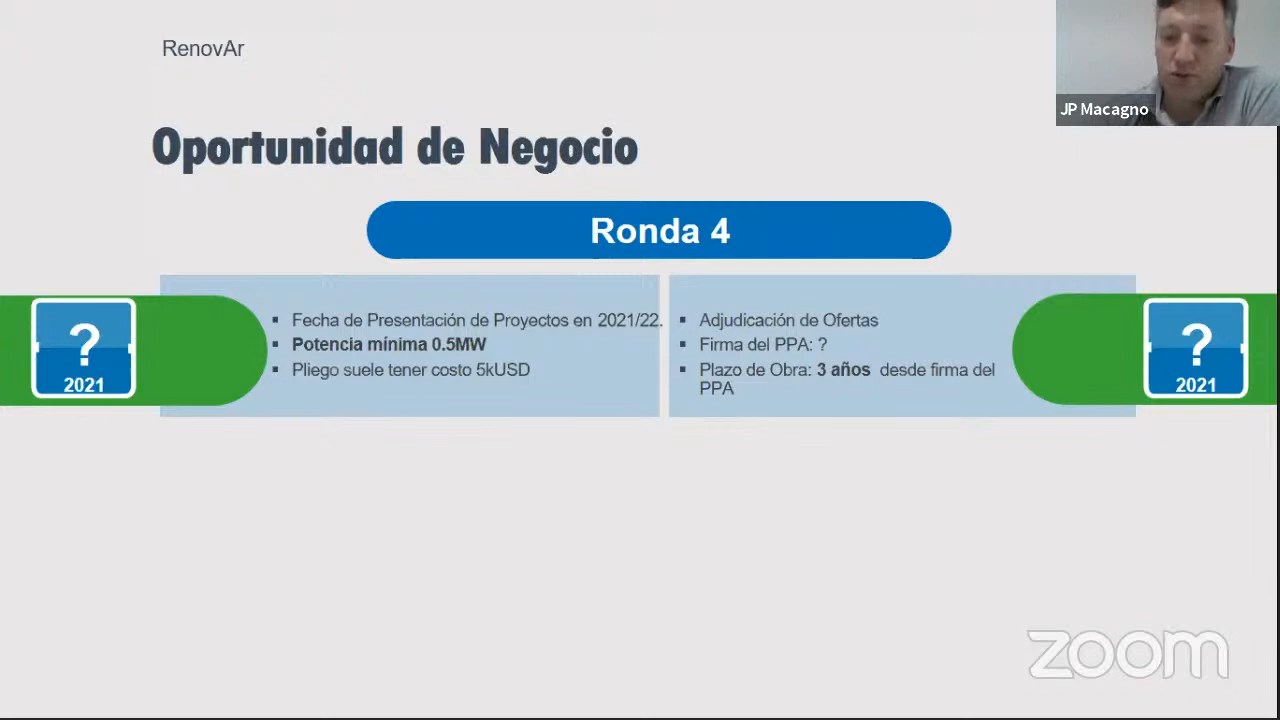 RenovAr
JP Macagno
Oportunidad de Negocio
Ronda 4
?
2021
▪ Fecha de Presentación de Proyectos en 2021/22.
▪ Potencia mínima 0.5MW
▪ Pliego suele tener costo 5kUSD
▪ Adjudicación de Ofertas
▪ Firma del PPA: ?
▪ Plazo de Obra: 3 años desde firma del
PPA
?
2021
zoom